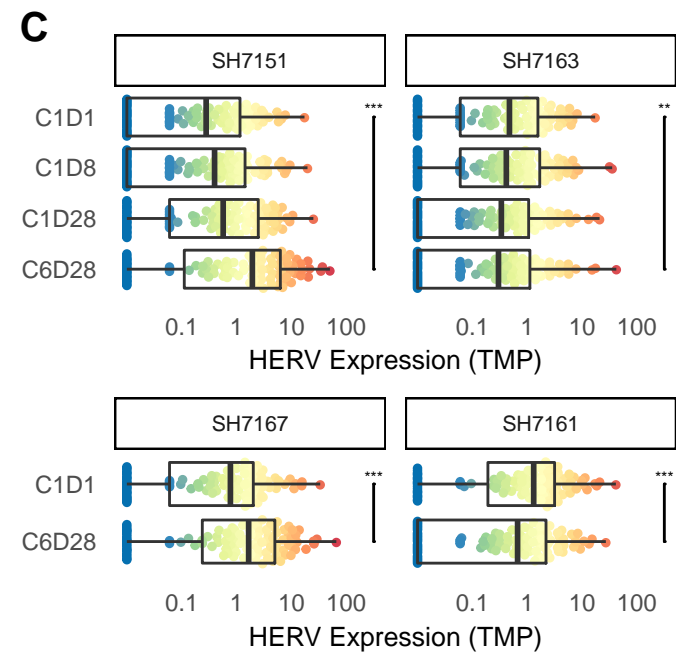 C
SH7151 SH7163
C1D1 *** **
C1D8
C1D28
C6D28
0.1 1 10 100 0.1 1 10 100
HERV Expression (TMP)
SH7167 SH7161
C1D1 *** ***
C6D28
0.1 1 10 100 0.1 1 10 100
HERV Expression (TMP)